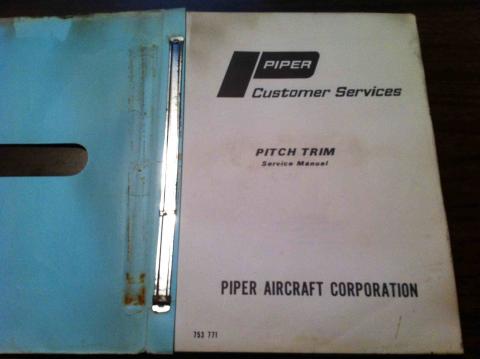 PIPER
Customer Services
PITCH TRIM
Service Manual
PIPER AIRCRAFT CORPORATION
753 771